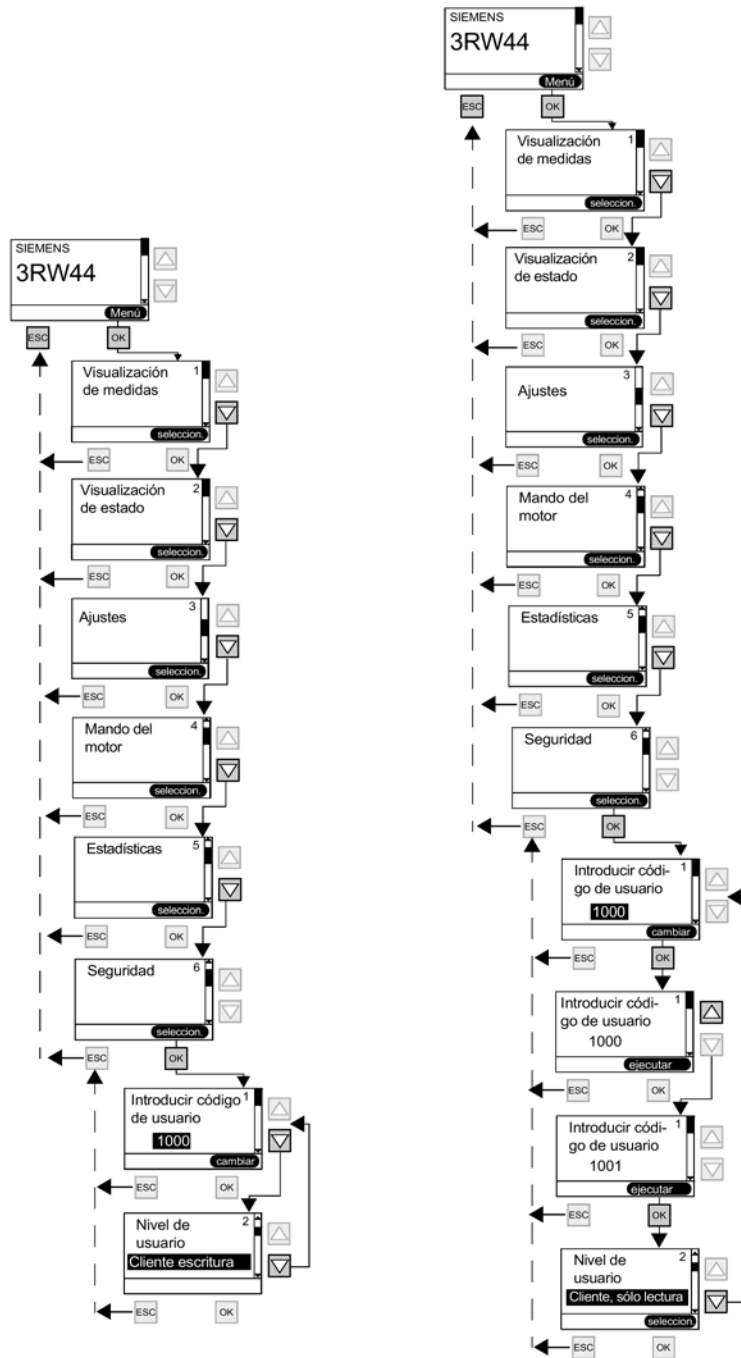 SIEMENS
3RW44
Menú
ESC
OK
Visualización 1
de medidas
seleccion.
ESC
OK
Visualización 2
de estado
seleccion.
ESC
OK
Ajustes 3
seleccion.
ESC
OK
Mando del 4
motor
seleccion.
ESC
OK
Estadísticas 5
seleccion.
ESC
OK
Seguridad 6
seleccion.
ESC
OK
Introducir código 1
de usuario
1000
cambiar
ESC
OK
Nivel de 2
usuario
Cliente escritura
ESC
OK
SIEMENS
3RW44
Menú
ESC
OK
Visualización 1
de medidas
seleccion.
ESC
OK
Visualización 2
de estado
seleccion.
ESC
OK
Ajustes 3
seleccion.
ESC
OK
Mando del 4
motor
seleccion.
ESC
OK
Estadísticas 5
seleccion.
ESC
OK
Seguridad 6
seleccion.
ESC
OK
Introducir códi- 1
go de usuario
1000
cambiar
ESC
OK
Introducir códi- 1
go de usuario
1000
ejecutar
ESC
OK
Introducir códi- 1
go de usuario
1001
ejecutar
ESC
OK
Nivel de 2
usuario
Cliente, sólo lectura
seleccion.
ESC
OK